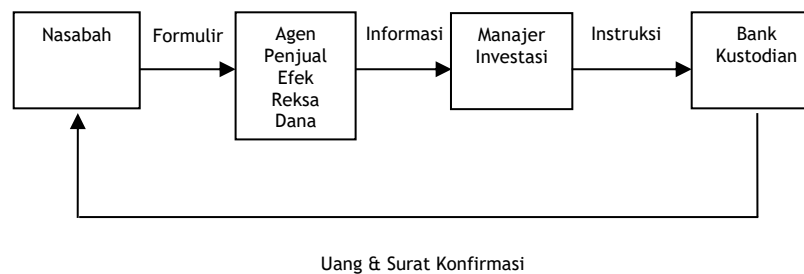 Nasabah
Formulir
Agen
Penjual
Efek
Reksa
Dana
Informasi
Manajer
Investasi
Instruksi
Bank
Kustodian
Uang & Surat Konfirmasi